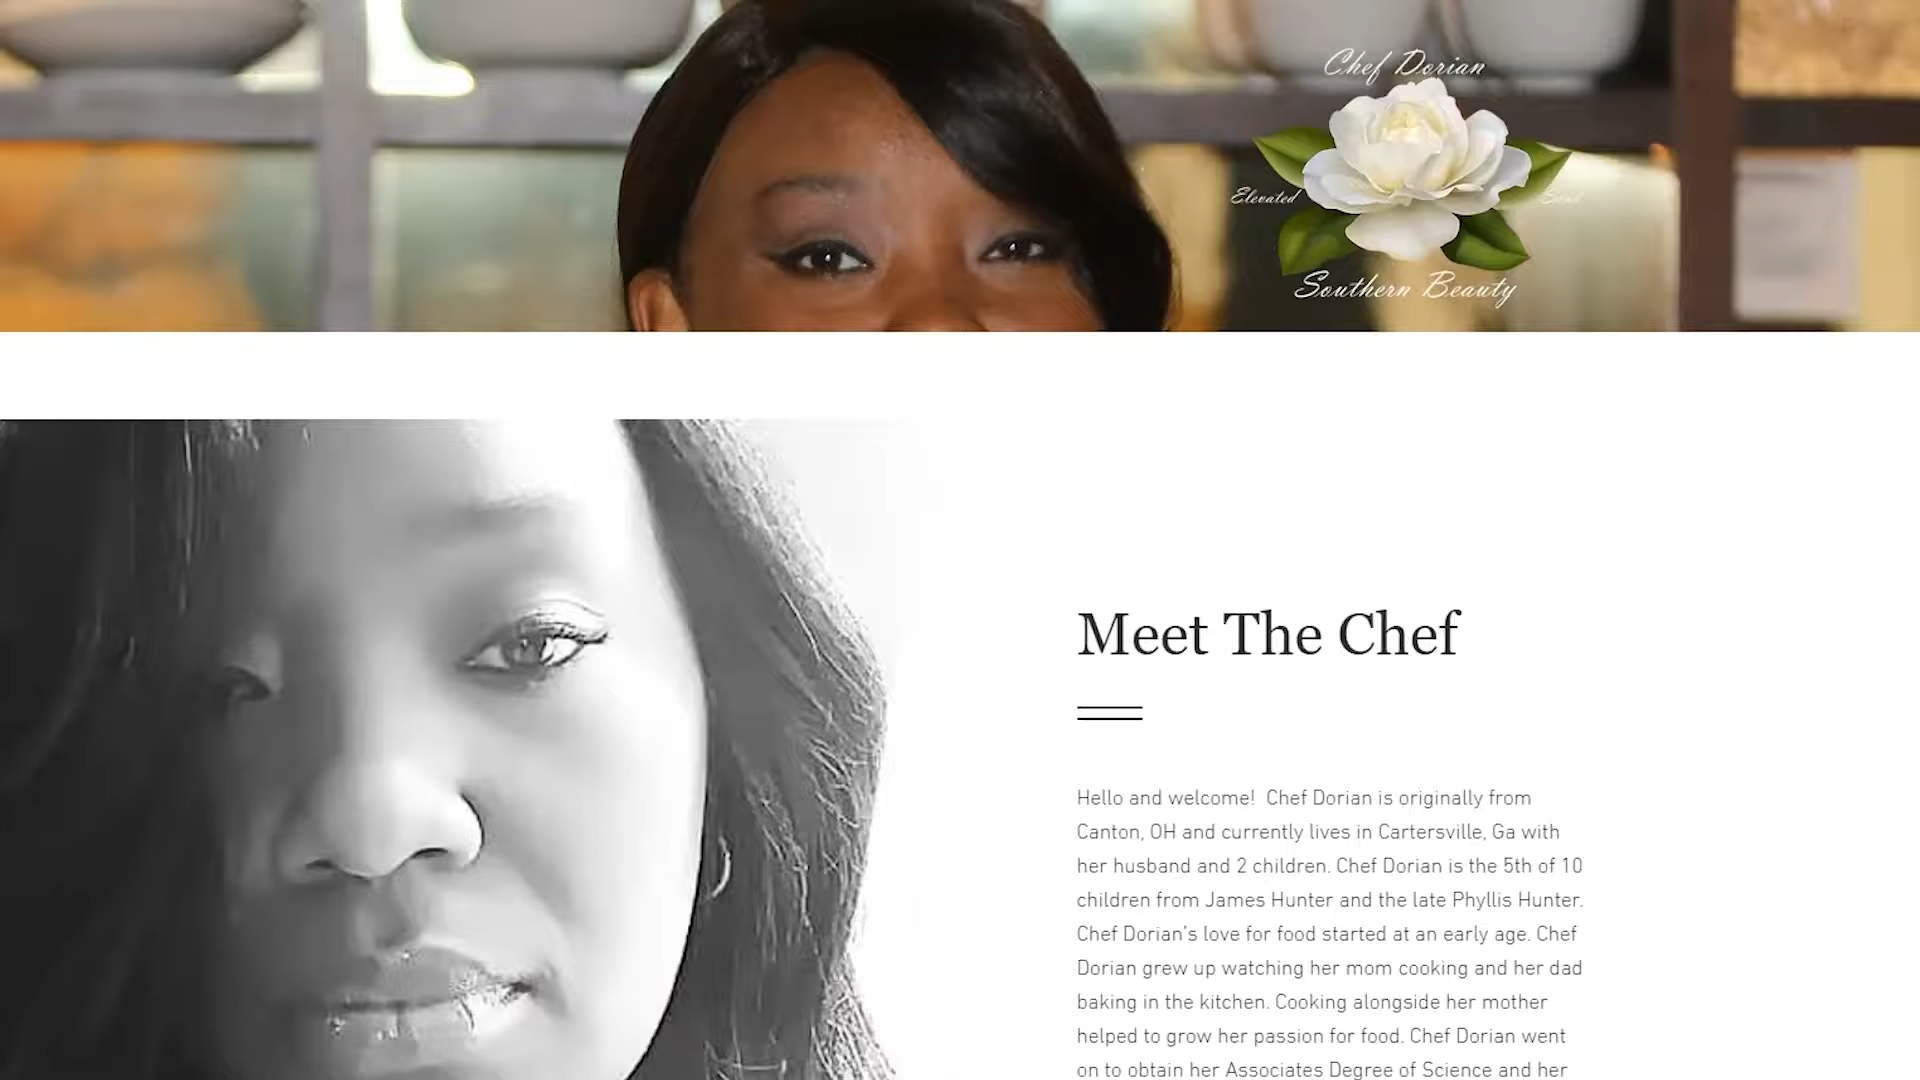 Chef Dorian
Elevated Soul
Southern Beauty
Meet The Chef
Hello and welcome!  Chef Dorian is originally from
Canton, OH and currently lives in Cartersville, Ga with
her husband and 2 children. Chef Dorian is the 5th of 10
children from James Hunter and the late Phyllis Hunter.
Chef Dorian's love for food started at an early age. Chef
Dorian grew up watching her mom cooking and her dad
baking in the kitchen. Cooking alongside her mother
helped to grow her passion for food. Chef Dorian went
on to obtain her Associates Degree of Science and her